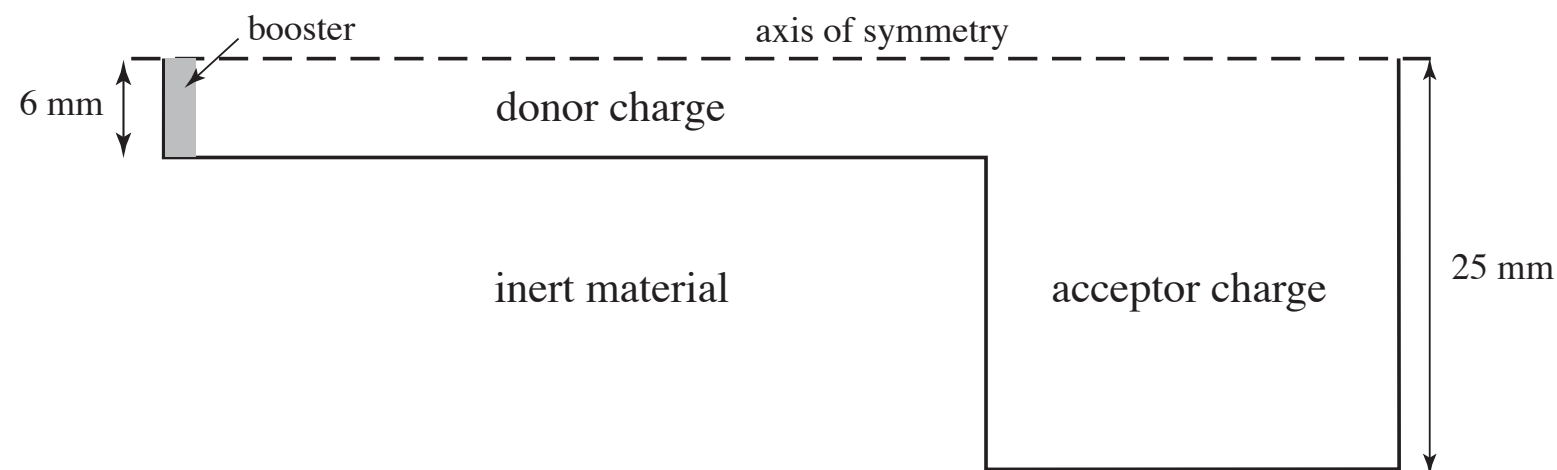 booster
axis of symmetry
6 mm
donor charge
inert material
acceptor charge
25 mm